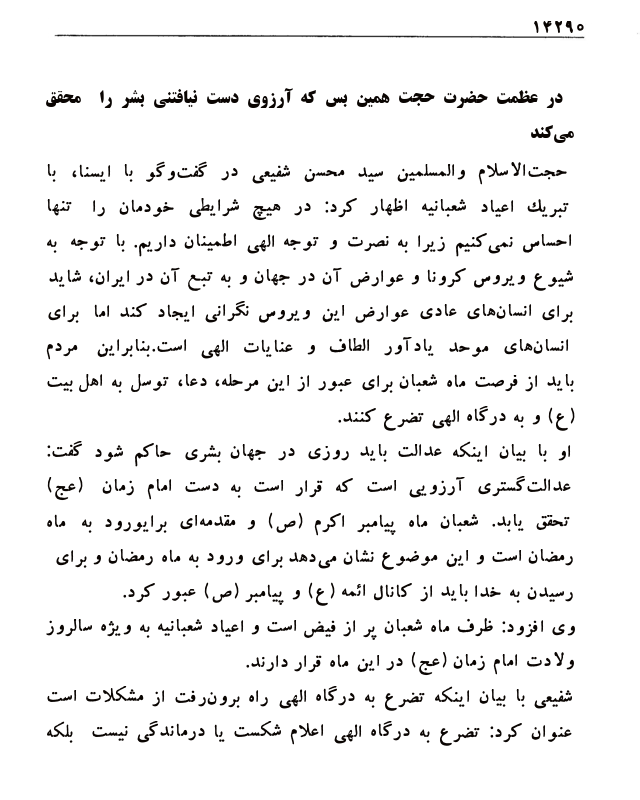 ۱۴۲۹۰
در عظمت حضرت حجت همین بس که آرزوی دست نیافتنی بشر را محقق
می‌کند
حجت‌الاسلام والمسلمین سید محسن شفیعی در گفت‌وگو با ایسنا، با
تبریك اعیاد شعبانیه اظهار کرد: در هیچ شرایطی خودمان را تنها
احساس نمی‌کنیم زیرا به نصرت و توجه الهی اطمینان داریم. با توجه به
شیوع ویروس کرونا و عوارض آن در جهان و به تبع آن در ایران، شاید
برای انسان‌های عادی عوارض این ویروس نگرانی ایجاد کند اما برای
انسان‌های موحد یادآور الطاف و عنایات الهی است.بنابراین مردم
باید از فرصت ماه شعبان برای عبور از این مرحله، دعا، توسل به اهل بیت
(ع) و به درگاه الهی تضرع کنند.
او با بیان اینکه عدالت باید روزی در جهان بشری حاکم شود گفت:
عدالت‌گستری آرزویی است که قرار است به دست امام زمان (عج)
تحقق یابد. شعبان ماه پیامبر اکرم (ص) و مقدمه‌ای برایورود به ماه
رمضان است و این موضوع نشان می‌دهد برای ورود به ماه رمضان و برای
رسیدن به خدا باید از کانال ائمه (ع) و پیامبر (ص) عبور کرد.
وی افزود: ظرف ماه شعبان پر از فیض است و اعیاد شعبانیه به ویژه سالروز
ولادت امام زمان (عج) در این ماه قرار دارند.
شفیعی با بیان اینکه تضرع به درگاه الهی راه برون‌رفت از مشکلات است
عنوان کرد: تضرع به درگاه الهی اعلام شکست یا درماندگی نیست بلکه